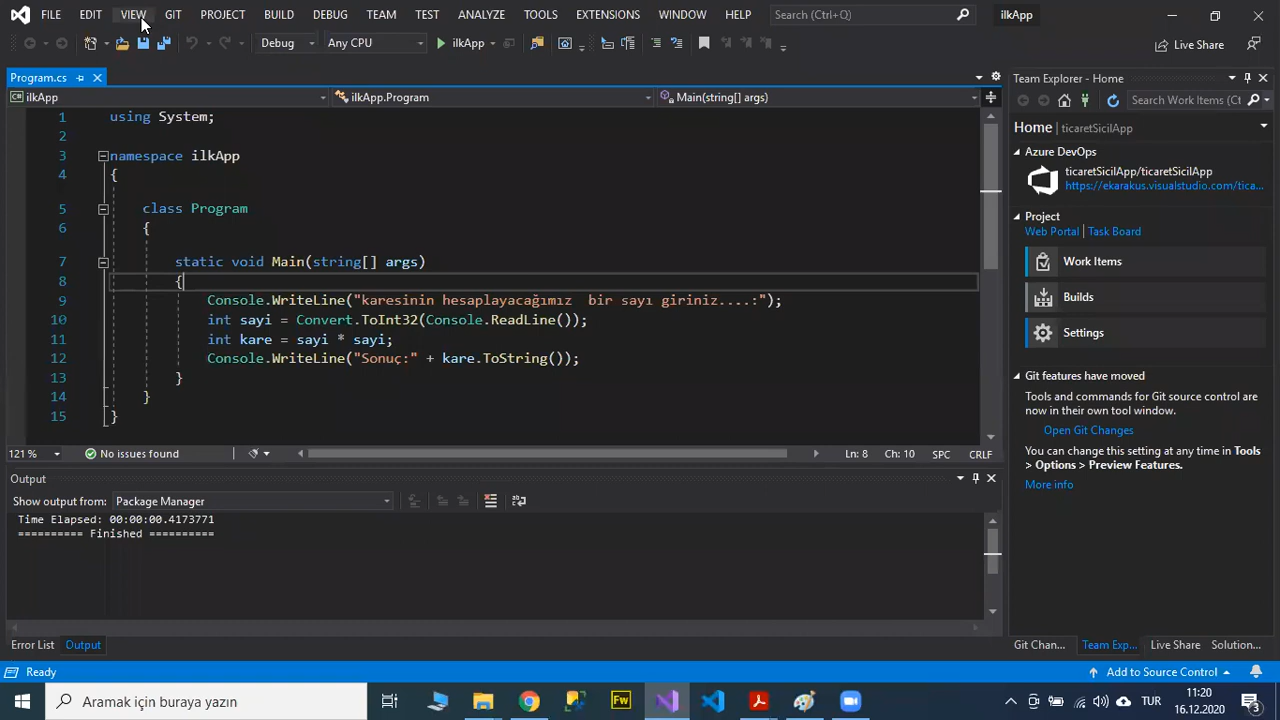 FILE EDIT VIEW GIT PROJECT BUILD DEBUG TEAM TEST ANALYZE TOOLS EXTENSIONS WINDOW HELP Search (Ctrl+Q) ilkApp
Debug Any CPU ilkApp Live Share
Program.cs
ilkApp ilkApp.Program Main(string[] args)
1 using System;
2
3 namespace ilkApp
4 {
5 class Program
6 {
7 static void Main(string[] args)
8 {
9 Console.WriteLine("karesinin hesaplayacağımız  bir sayı giriniz....:");
10 int sayi = Convert.ToInt32(Console.ReadLine());
11 int kare = sayi * sayi;
12 Console.WriteLine("Sonuç:" + kare.ToString());
13 }
14 }
15 }
121 % No issues found Ln: 8 Ch: 10 SPC CRLF
Output
Show output from: Package Manager
Time Elapsed: 00:00:00.4173771
========== Finished ==========
Error List Output
Team Explorer - Home
Search Work Items (Ct
Home | ticaretSicilApp
Azure DevOps
ticaretSicilApp/ticaretSicilApp
https://ekarakus.visualstudio.com/tica...
Project
Web Portal | Task Board
Work Items
Builds
Settings
Git features have moved
Tools and commands for Git source control are
now in their own tool window.
Open Git Changes
You can change this setting at any time in Tools
> Options > Preview Features.
More info
Git Chan... Team Exp... Live Share Solution...
Ready Add to Source Control
Aramak için buraya yazın Fw TUR 11:20
16.12.2020 3